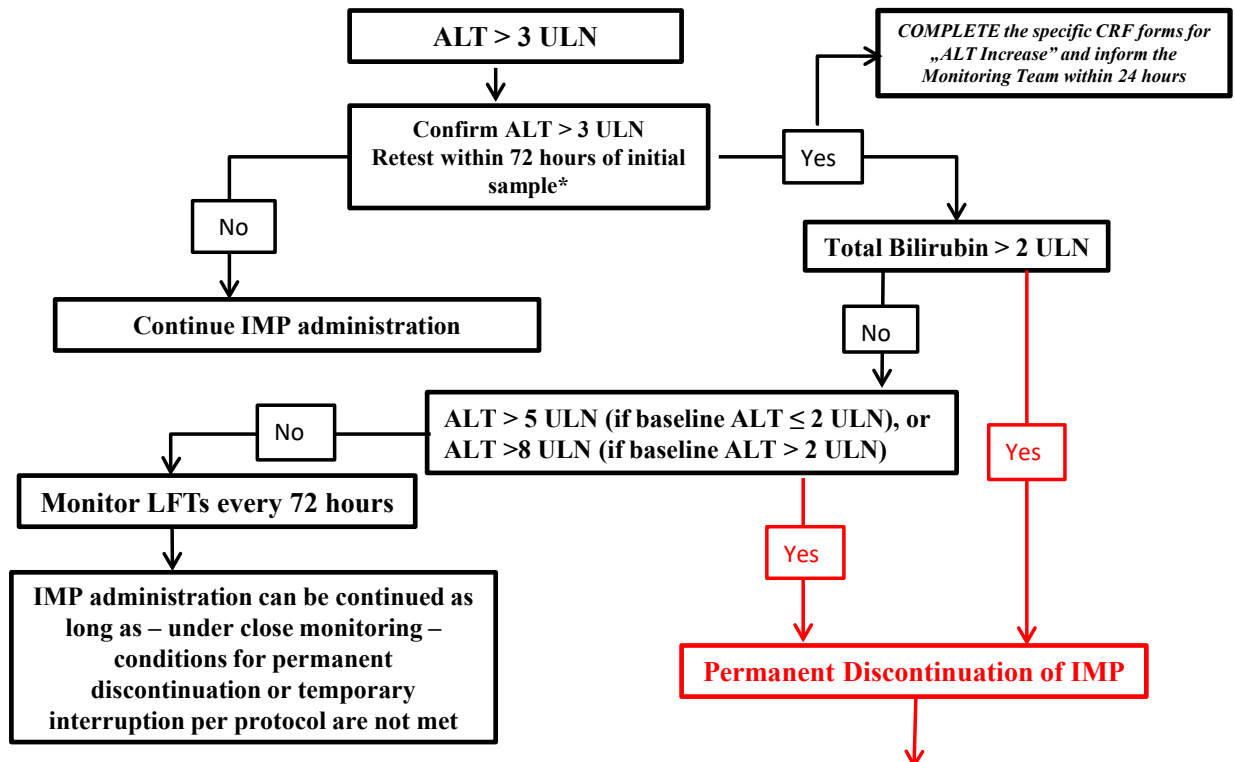 ALT > 3 ULN
COMPLETE the specific CRF forms for
„ALT Increase” and inform the
Monitoring Team within 24 hours
Confirm ALT > 3 ULN
Retest within 72 hours of initial
sample*
Yes
No
Total Bilirubin > 2 ULN
Continue IMP administration
No
ALT > 5 ULN (if baseline ALT ≤ 2 ULN), or
ALT >8 ULN (if baseline ALT > 2 ULN)
No
Yes
Monitor LFTs every 72 hours
Yes
IMP administration can be continued as
long as – under close monitoring –
conditions for permanent
discontinuation or temporary
interruption per protocol are not met
Permanent Discontinuation of IMP